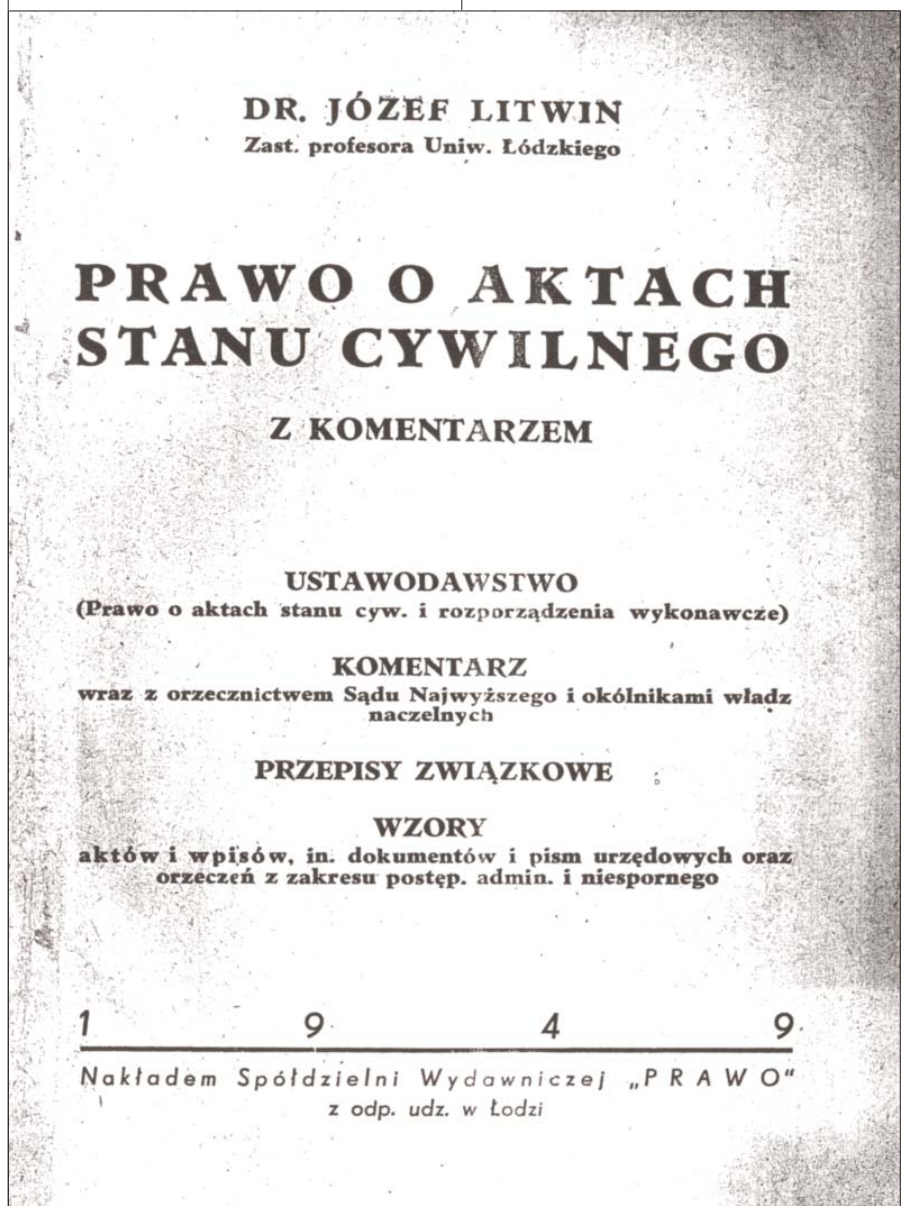 DR. JÓZEF LITWIN
Zast. profesora Uniw. Łódzkiego
PRAWO O AKTACH
STANU CYWILNEGO
Z KOMENTARZEM
USTAWODAWSTWO
(Prawo o aktach stanu cyw. i rozporządzenia wykonawcze)
KOMENTARZ
wraz z orzecznictwem Sądu Najwyższego i okólnikami władz
naczelnych
PRZEPISY ZWIĄZKOWE
WZORY
aktów i wpisów, in. dokumentów i pism urzędowych oraz
orzeczeń z zakresu postęp. admin. i niespornego
1 9 4 9
Nakładem Spółdzielni Wydawniczej „PRAWO"
z odp. udz. w Łodzi